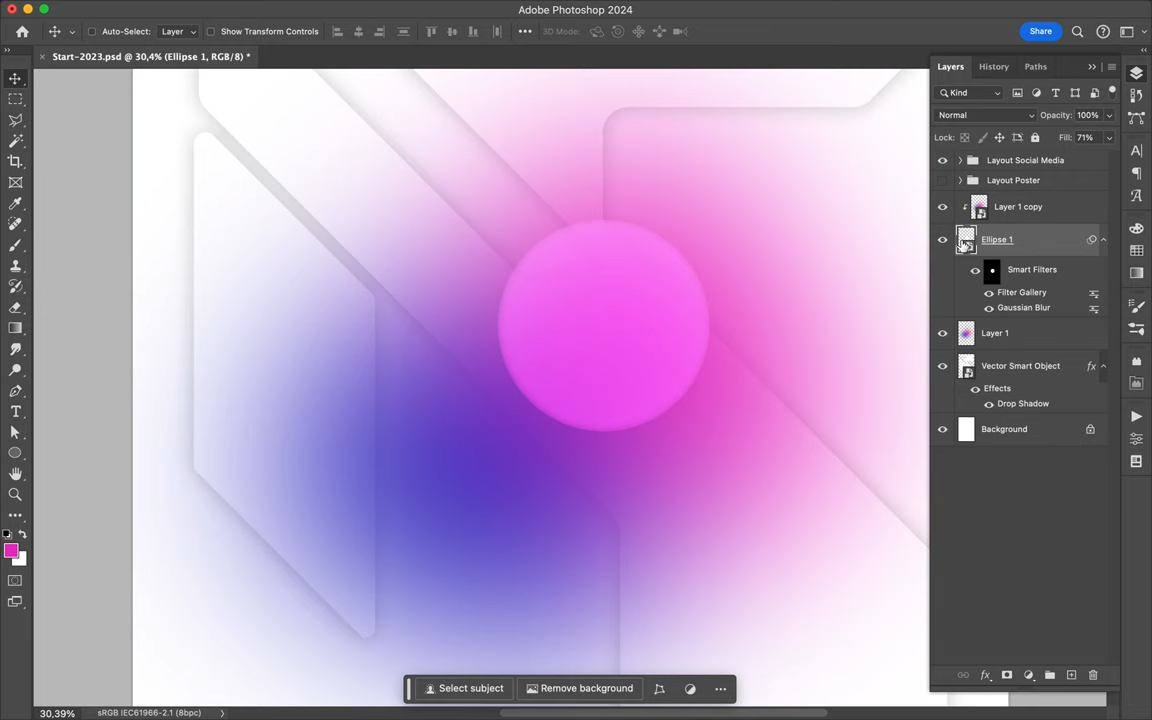 Adobe Photoshop 2024
Auto-Select:
Layer
Show Transform Controls
3D Mode:
Share
Start-2023.psd @ 30,4% (Ellipse 1, RGB/8) *
Layers
History
Paths
Kind
Normal
Opacity:
100%
Lock:
Fill:
71%
Layout Social Media
Layout Poster
Layer 1 copy
Ellipse 1
Smart Filters
Filter Gallery
Gaussian Blur
Layer 1
Vector Smart Object
fx
Effects
Drop Shadow
Background
Select subject
Remove background
30,39%
sRGB IEC61966-2.1 (8bpc)